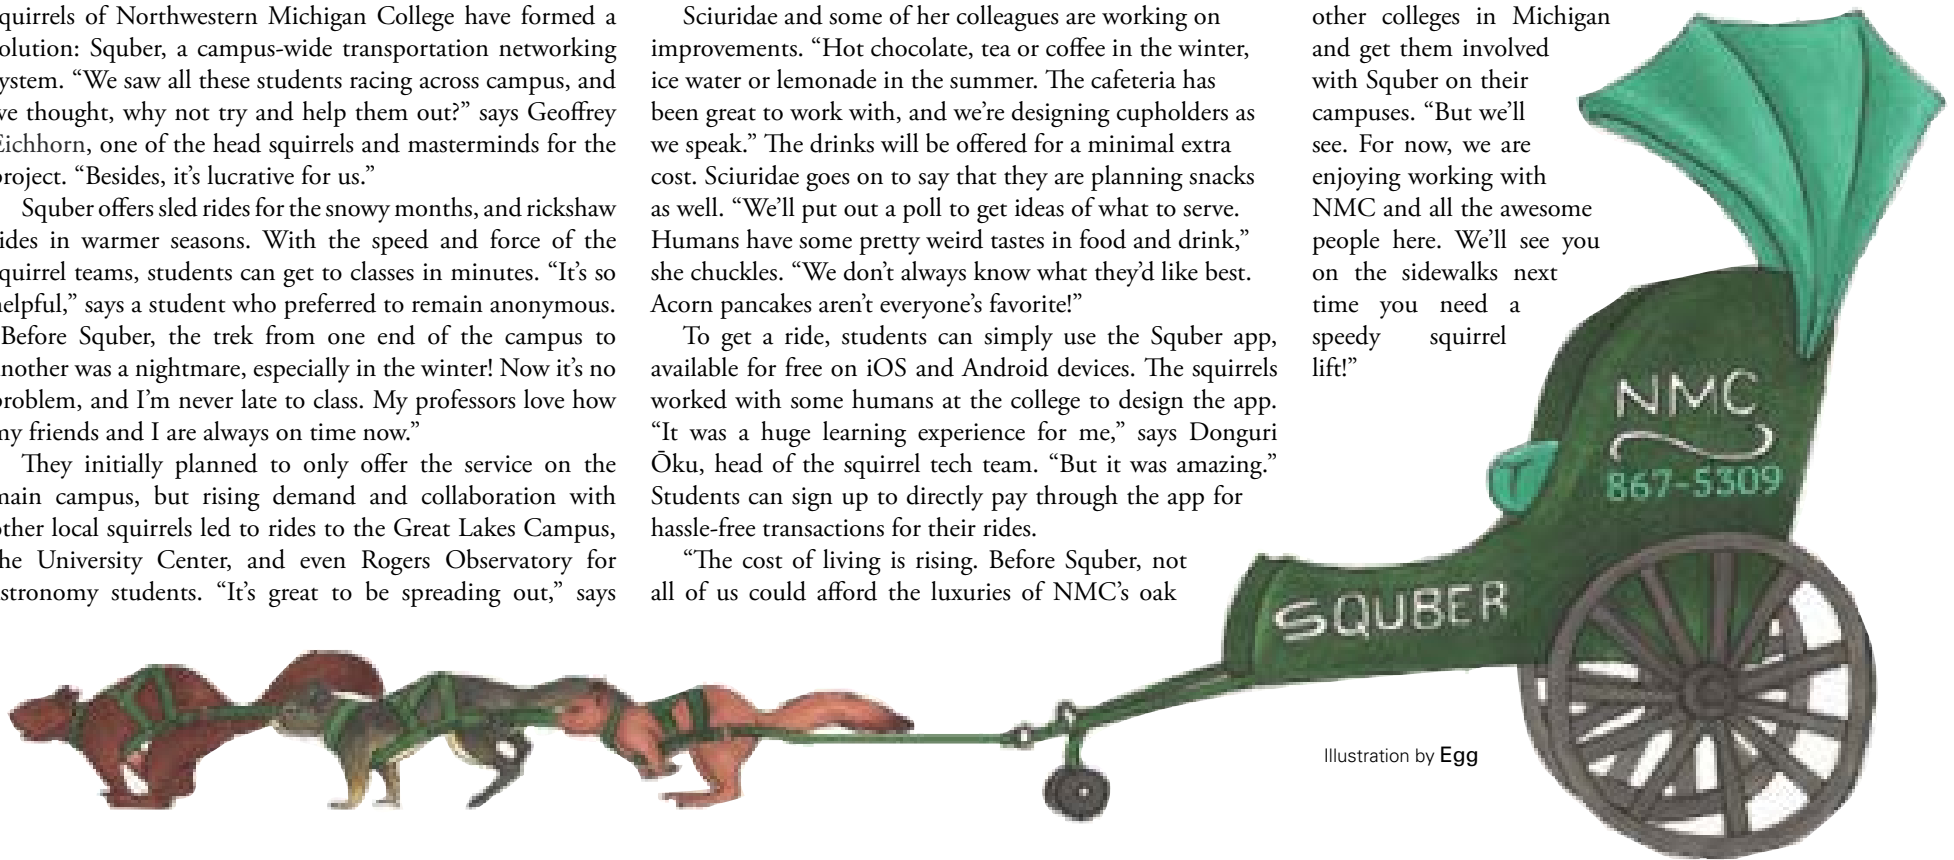 quirrels of Northwestern Michigan College have formed a
olution: Squber, a campus-wide transportation networking
ystem. “We saw all these students racing across campus, and
we thought, why not try and help them out?” says Geoffrey
Eichhorn, one of the head squirrels and masterminds for the
project. “Besides, it’s lucrative for us.”
Squber offers sled rides for the snowy months, and rickshaw
ides in warmer seasons. With the speed and force of the
quirrel teams, students can get to classes in minutes. “It’s so
helpful,” says a student who preferred to remain anonymous.
Before Squber, the trek from one end of the campus to
another was a nightmare, especially in the winter! Now it’s no
problem, and I’m never late to class. My professors love how
my friends and I are always on time now.”
They initially planned to only offer the service on the
main campus, but rising demand and collaboration with
other local squirrels led to rides to the Great Lakes Campus,
the University Center, and even Rogers Observatory for
stronomy students. “It’s great to be spreading out,” says
Sciuridae and some of her colleagues are working on
improvements. “Hot chocolate, tea or coffee in the winter,
ice water or lemonade in the summer. The cafeteria has
been great to work with, and we’re designing cupholders as
we speak.” The drinks will be offered for a minimal extra
cost. Sciuridae goes on to say that they are planning snacks
as well. “We’ll put out a poll to get ideas of what to serve.
Humans have some pretty weird tastes in food and drink,”
she chuckles. “We don’t always know what they’d like best.
Acorn pancakes aren’t everyone’s favorite!”
To get a ride, students can simply use the Squber app,
available for free on iOS and Android devices. The squirrels
worked with some humans at the college to design the app.
“It was a huge learning experience for me,” says Donguri
Ōku, head of the squirrel tech team. “But it was amazing.”
Students can sign up to directly pay through the app for
hassle-free transactions for their rides.
“The cost of living is rising. Before Squber, not
all of us could afford the luxuries of NMC’s oak
other colleges in Michigan
and get them involved
with Squber on their
campuses. “But we’ll
see. For now, we are
enjoying working with
NMC and all the awesome
people here. We’ll see you
on the sidewalks next
time you need a
speedy squirrel
lift!”
NMC
867-5309
T
SQUBER
Illustration by Egg